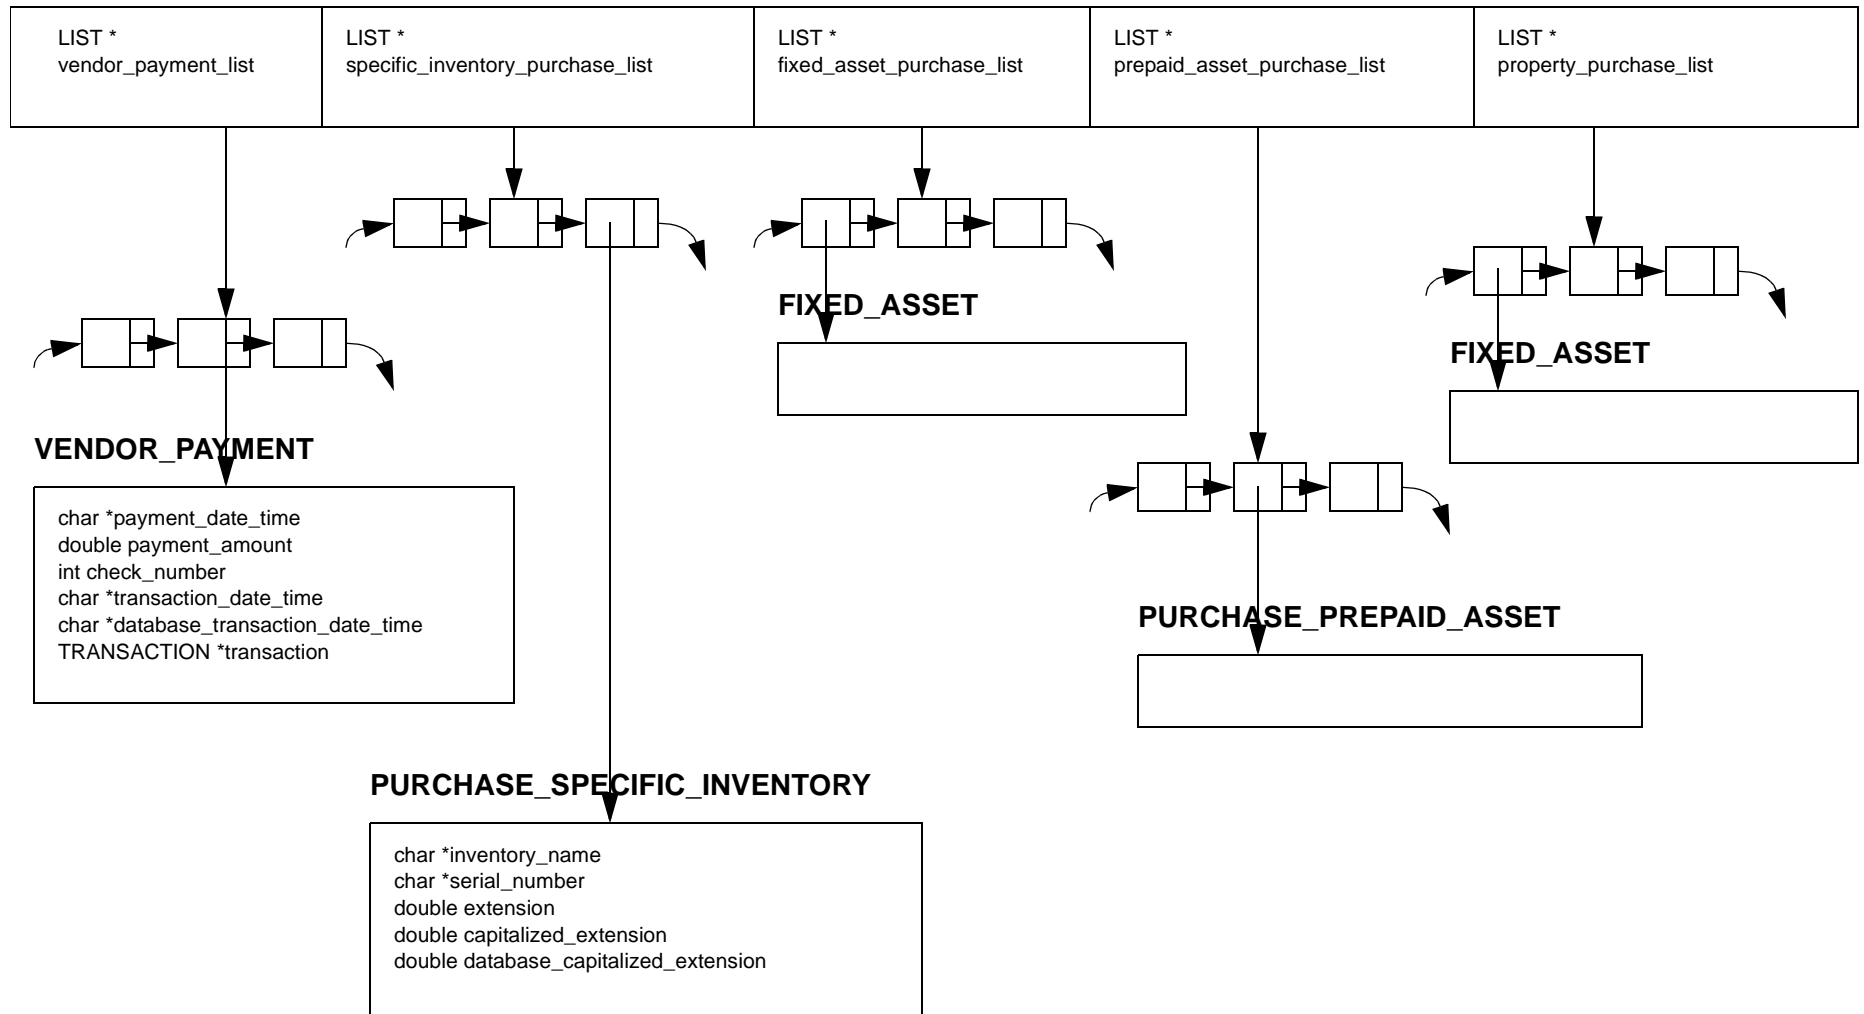 LIST *
vendor_payment_list
LIST *
specific_inventory_purchase_list
LIST *
fixed_asset_purchase_list
LIST *
prepaid_asset_purchase_list
LIST *
property_purchase_list
FIXED_ASSET
FIXED_ASSET
VENDOR_PAYMENT
char *payment_date_time
double payment_amount
int check_number
char *transaction_date_time
char *database_transaction_date_time
TRANSACTION *transaction
PURCHASE_PREPAID_ASSET
PURCHASE_SPECIFIC_INVENTORY
char *inventory_name
char *serial_number
double extension
double capitalized_extension
double database_capitalized_extension